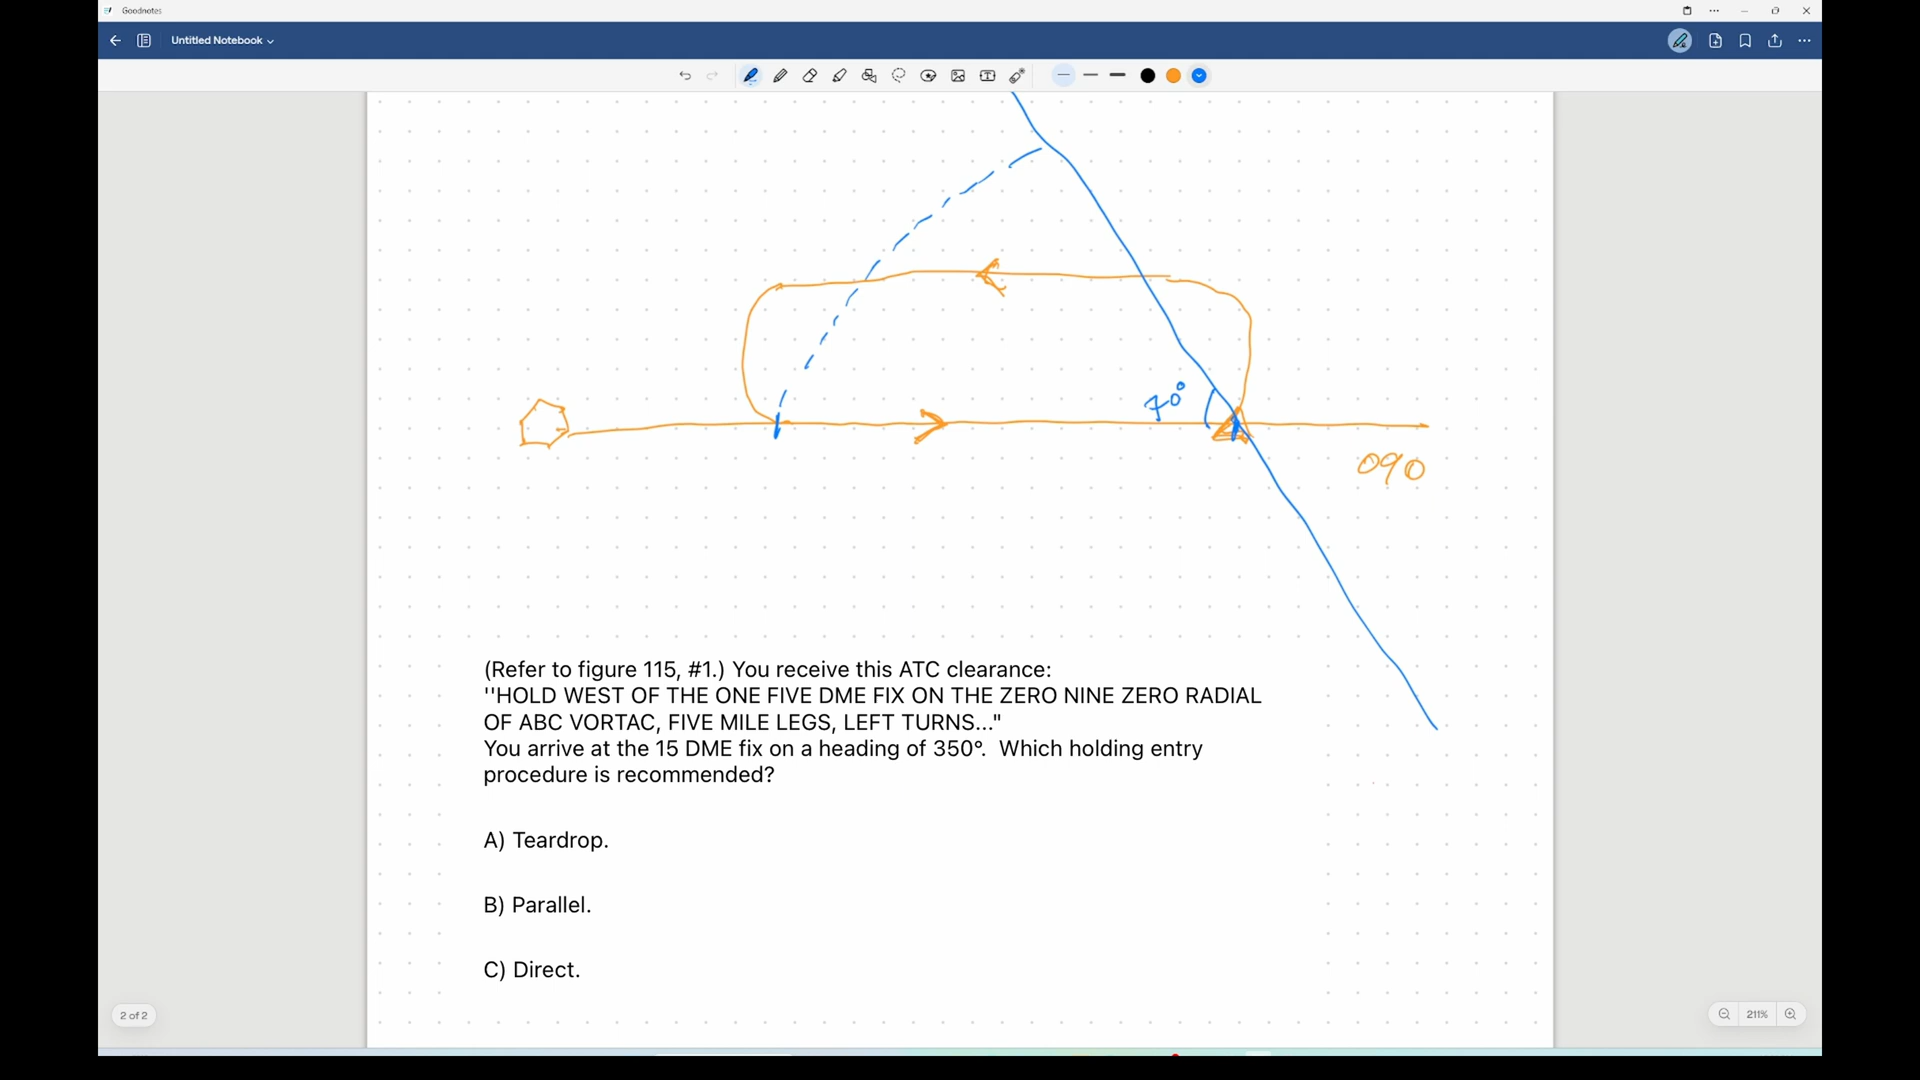 Goodnotes
Untitled Notebook
70°
090
(Refer to figure 115, #1.) You receive this ATC clearance:
''HOLD WEST OF THE ONE FIVE DME FIX ON THE ZERO NINE ZERO RADIAL
OF ABC VORTAC, FIVE MILE LEGS, LEFT TURNS..."
You arrive at the 15 DME fix on a heading of 350°. Which holding entry
procedure is recommended?
A) Teardrop.
B) Parallel.
C) Direct.
2 of 2
211%